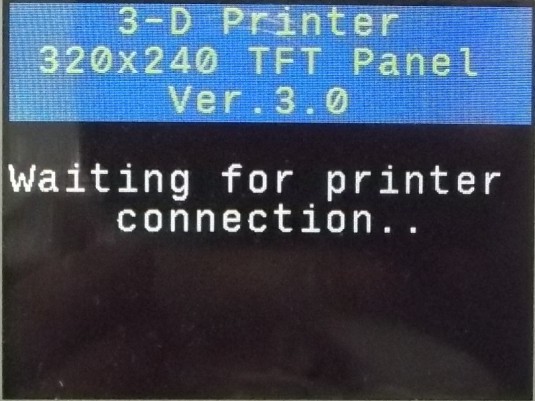 3-D Printer
320x240 TFT Panel
Ver.3.0
Waiting for printer
connection..